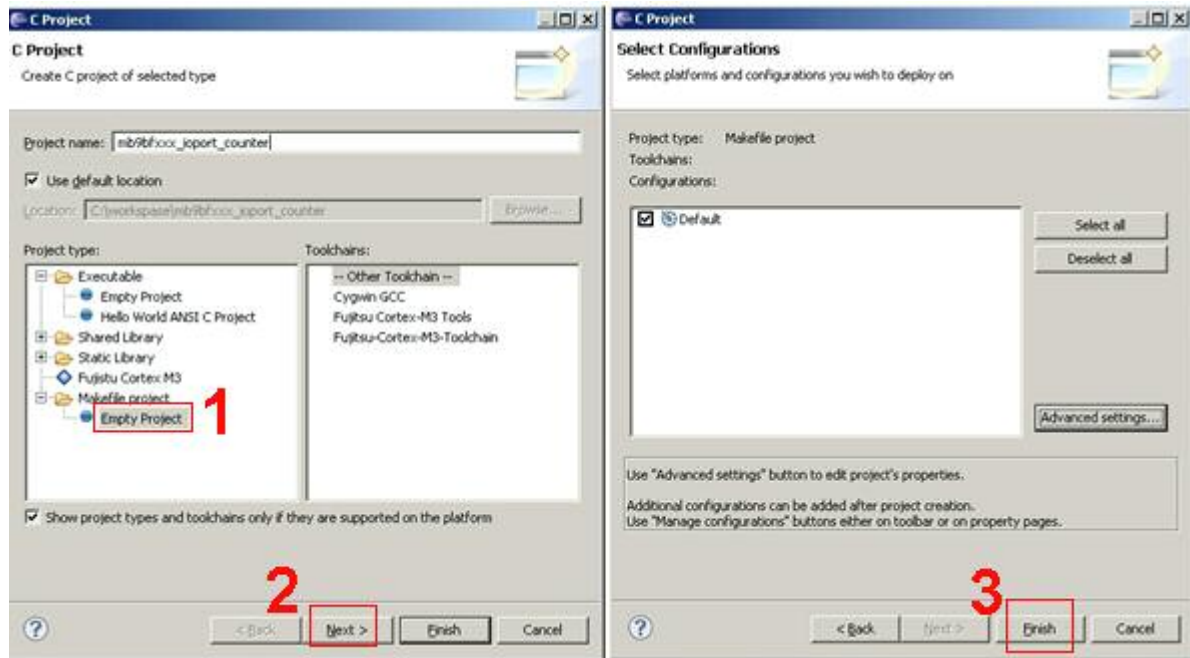 C Project
C Project
Create C project of selected type
Project name: mb9bfxxx_ioport_counter
Use default location
Location: C:\workspace\mb9bfxxx_ioport_counter Browse...
Project type:
Executable
Empty Project
Hello World ANSI C Project
Shared Library
Static Library
Fujistu Cortex M3
Makefile project
Empty Project
1
Toolchains:
-- Other Toolchain --
Cygwin GCC
Fujitsu Cortex-M3 Tools
Fujitsu-Cortex-M3-Toolchain
Show project types and toolchains only if they are supported on the platform
2
? < Back Next > Finish Cancel
C Project
Select Configurations
Select platforms and configurations you wish to deploy on
Project type: Makefile project
Toolchains:
Configurations:
Default
Select all
Deselect all
Advanced settings...
Use "Advanced settings" button to edit project's properties.
Additional configurations can be added after project creation.
Use "Manage configurations" buttons either on toolbar or on property pages.
3
? < Back Next > Finish Cancel